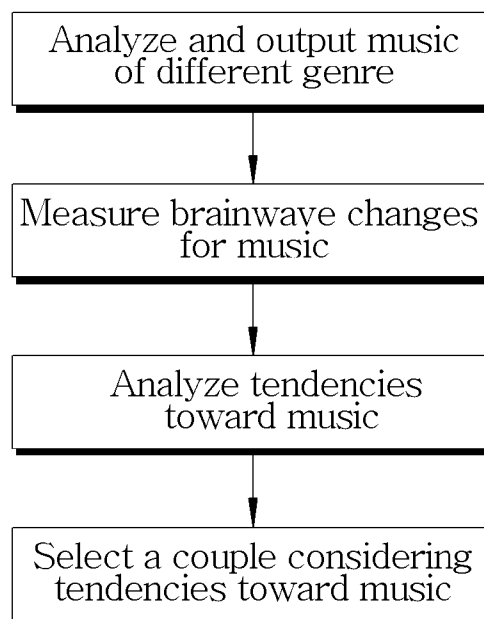 Analyze and output music
of different genre
Measure brainwave changes
for music
Analyze tendencies
toward music
Select a couple considering
tendencies toward music